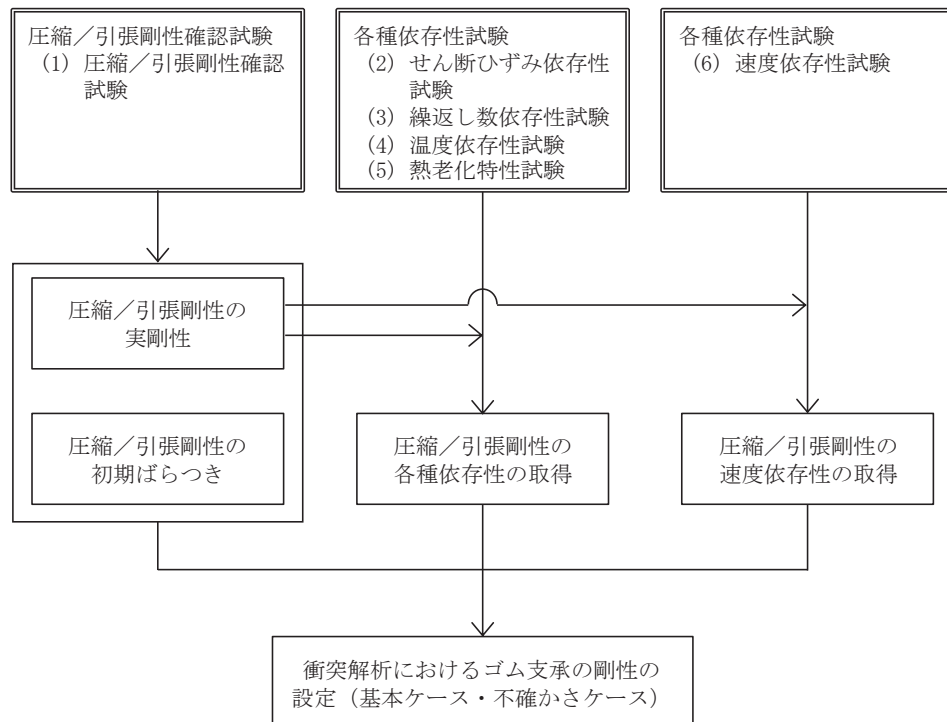 圧縮／引張剛性確認試験
(1) 圧縮／引張剛性確認
試験
各種依存性試験
(2) せん断ひずみ依存性
試験
(3) 繰返し数依存性試験
(4) 温度依存性試験
(5) 熱老化特性試験
各種依存性試験
(6) 速度依存性試験
圧縮／引張剛性の
実剛性
圧縮／引張剛性の
初期ばらつき
圧縮／引張剛性の
各種依存性の取得
圧縮／引張剛性の
速度依存性の取得
衝突解析におけるゴム支承の剛性の
設定（基本ケース・不確かさケース）